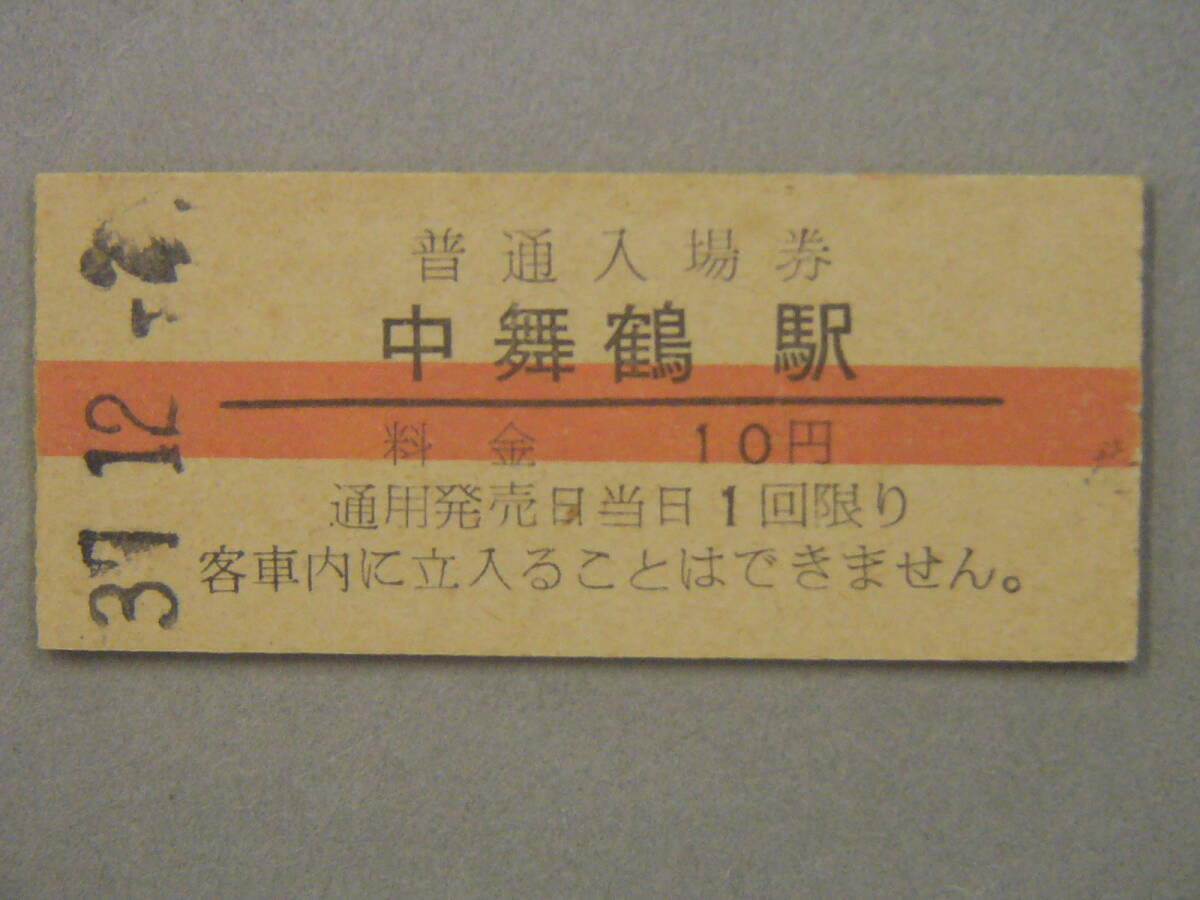 普通入場券
中舞鶴駅
料金 10円
通用発売日当日1回限り
客車内に立入ることはできません。
37 12